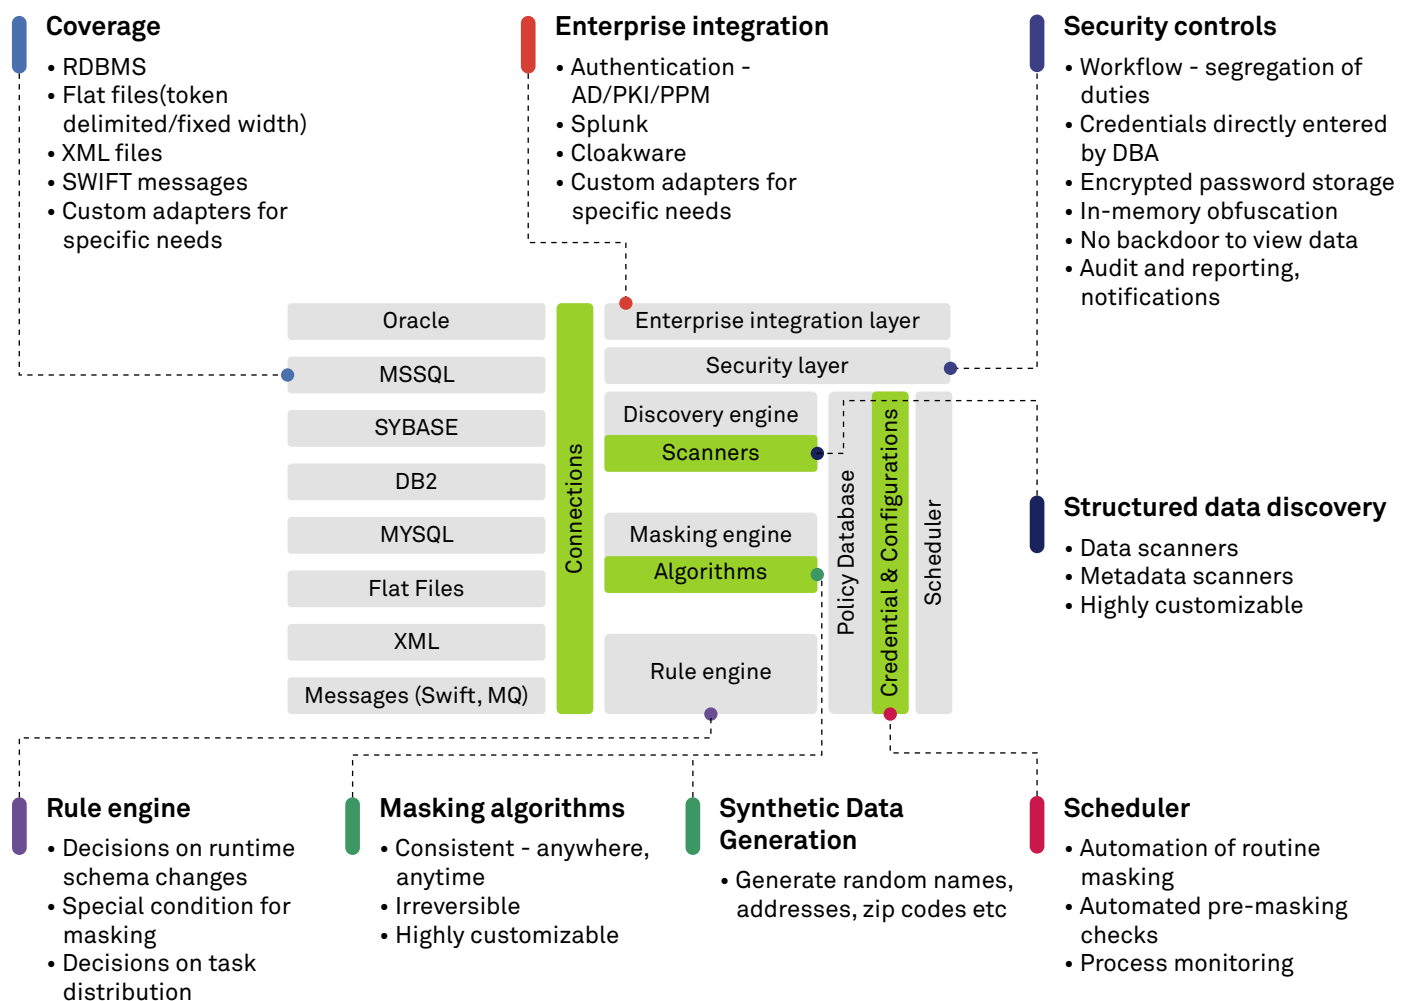 Coverage
• RDBMS
• Flat files(token
delimited/fixed width)
• XML files
• SWIFT messages
• Custom adapters for
specific needs
Enterprise integration
• Authentication -
AD/PKI/PPM
• Splunk
• Cloakware
• Custom adapters for
specific needs
Security controls
• Workflow - segregation of
duties
• Credentials directly entered
by DBA
• Encrypted password storage
• In-memory obfuscation
• No backdoor to view data
• Audit and reporting,
notifications
Oracle
MSSQL
SYBASE
DB2
MYSQL
Flat Files
XML
Messages (Swift, MQ)
Connections
Enterprise integration layer
Security layer
Discovery engine
Scanners
Masking engine
Algorithms
Rule engine
Policy Database
Credential & Configurations
Scheduler
Structured data discovery
• Data scanners
• Metadata scanners
• Highly customizable
Rule engine
• Decisions on runtime
schema changes
• Special condition for
masking
• Decisions on task
distribution
Masking algorithms
• Consistent - anywhere,
anytime
• Irreversible
• Highly customizable
Synthetic Data
Generation
• Generate random names,
addresses, zip codes etc
Scheduler
• Automation of routine
masking
• Automated pre-masking
checks
• Process monitoring